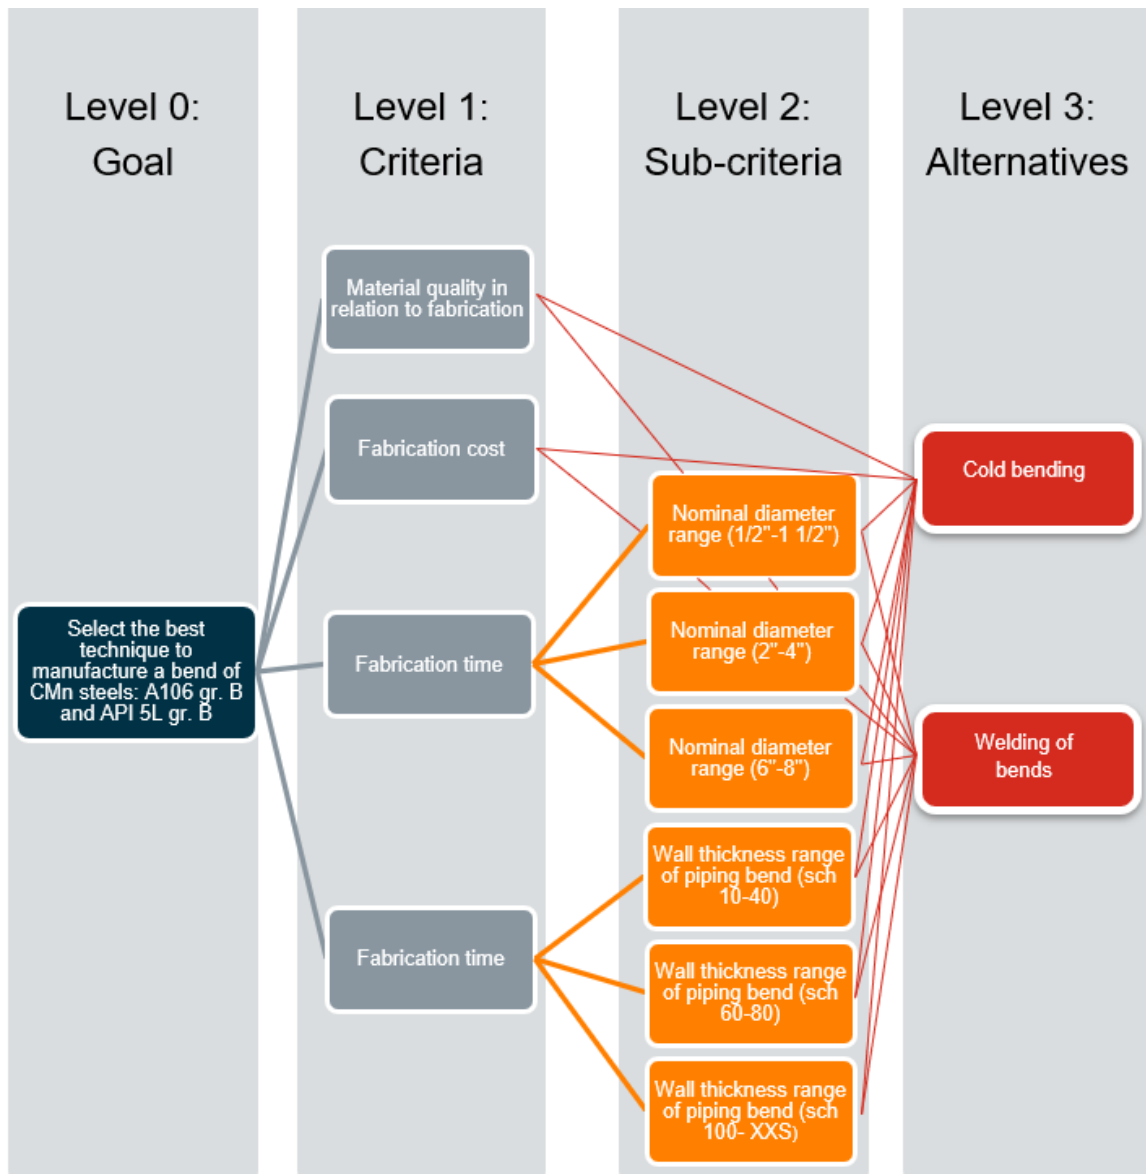 Level 0:
Goal
Level 1:
Criteria
Level 2:
Sub-criteria
Level 3:
Alternatives
Select the best
technique to
manufacture a bend of
CMn steels: A106 gr. B
and API 5L gr. B
Material quality in
relation to fabrication
Fabrication cost
Fabrication time
Fabrication time
Nominal diameter
range (1/2"-1 1/2")
Nominal diameter
range (2"-4")
Nominal diameter
range (6"-8")
Wall thickness range
of piping bend (sch
10-40)
Wall thickness range
of piping bend (sch
60-80)
Wall thickness range
of piping bend (sch
100- XXS)
Cold bending
Welding of
bends